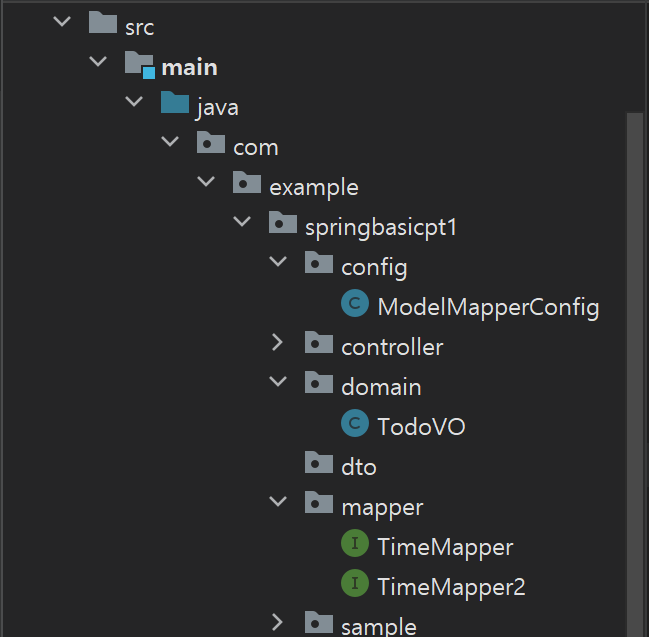 src
main
java
com
example
springbasicpt1
config
C ModelMapperConfig
controller
domain
C TodoVO
dto
mapper
I TimeMapper
I TimeMapper2
sample